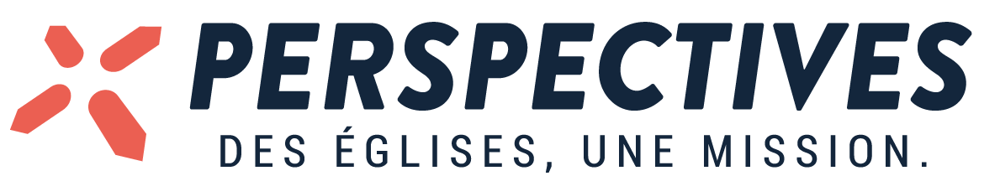 PERSPECTIVES
DES ÉGLISES, UNE MISSION.